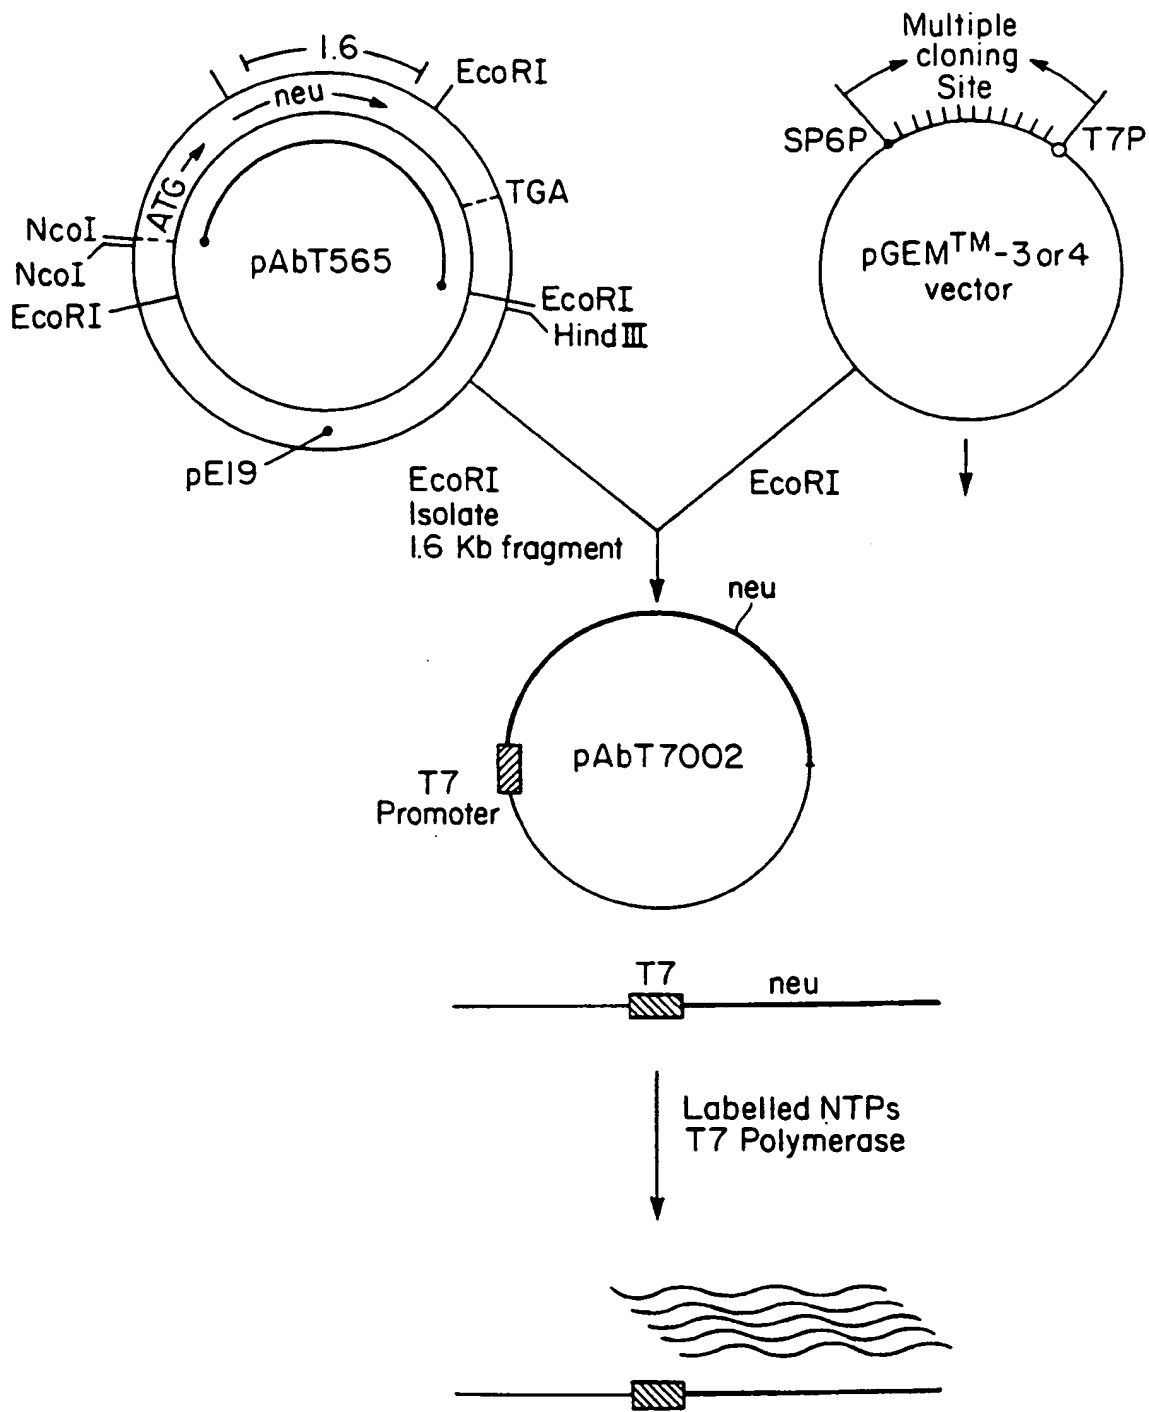 1.6
EcoRI
neu
ATG
TGA
NcoI
NcoI
EcoRI
pAbT565
EcoRI
Hind III
pE19
Multiple
cloning
Site
SP6P
T7P
pGEM™-3 or 4
vector
EcoRI
Isolate
1.6 Kb fragment
EcoRI
neu
pAbT7002
T7
Promoter
T7
neu
Labelled NTPs
T7 Polymerase